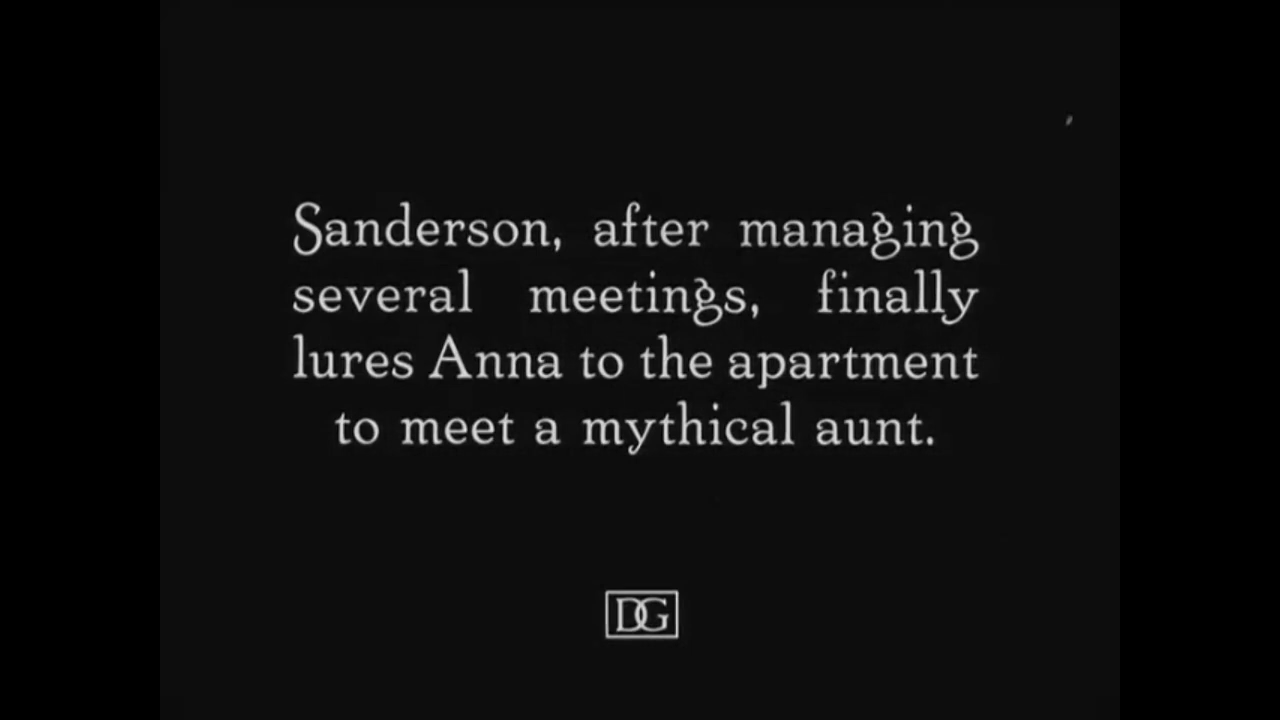 Sanderson, after managing
several meetings, finally
lures Anna to the apartment
to meet a mythical aunt.
DG